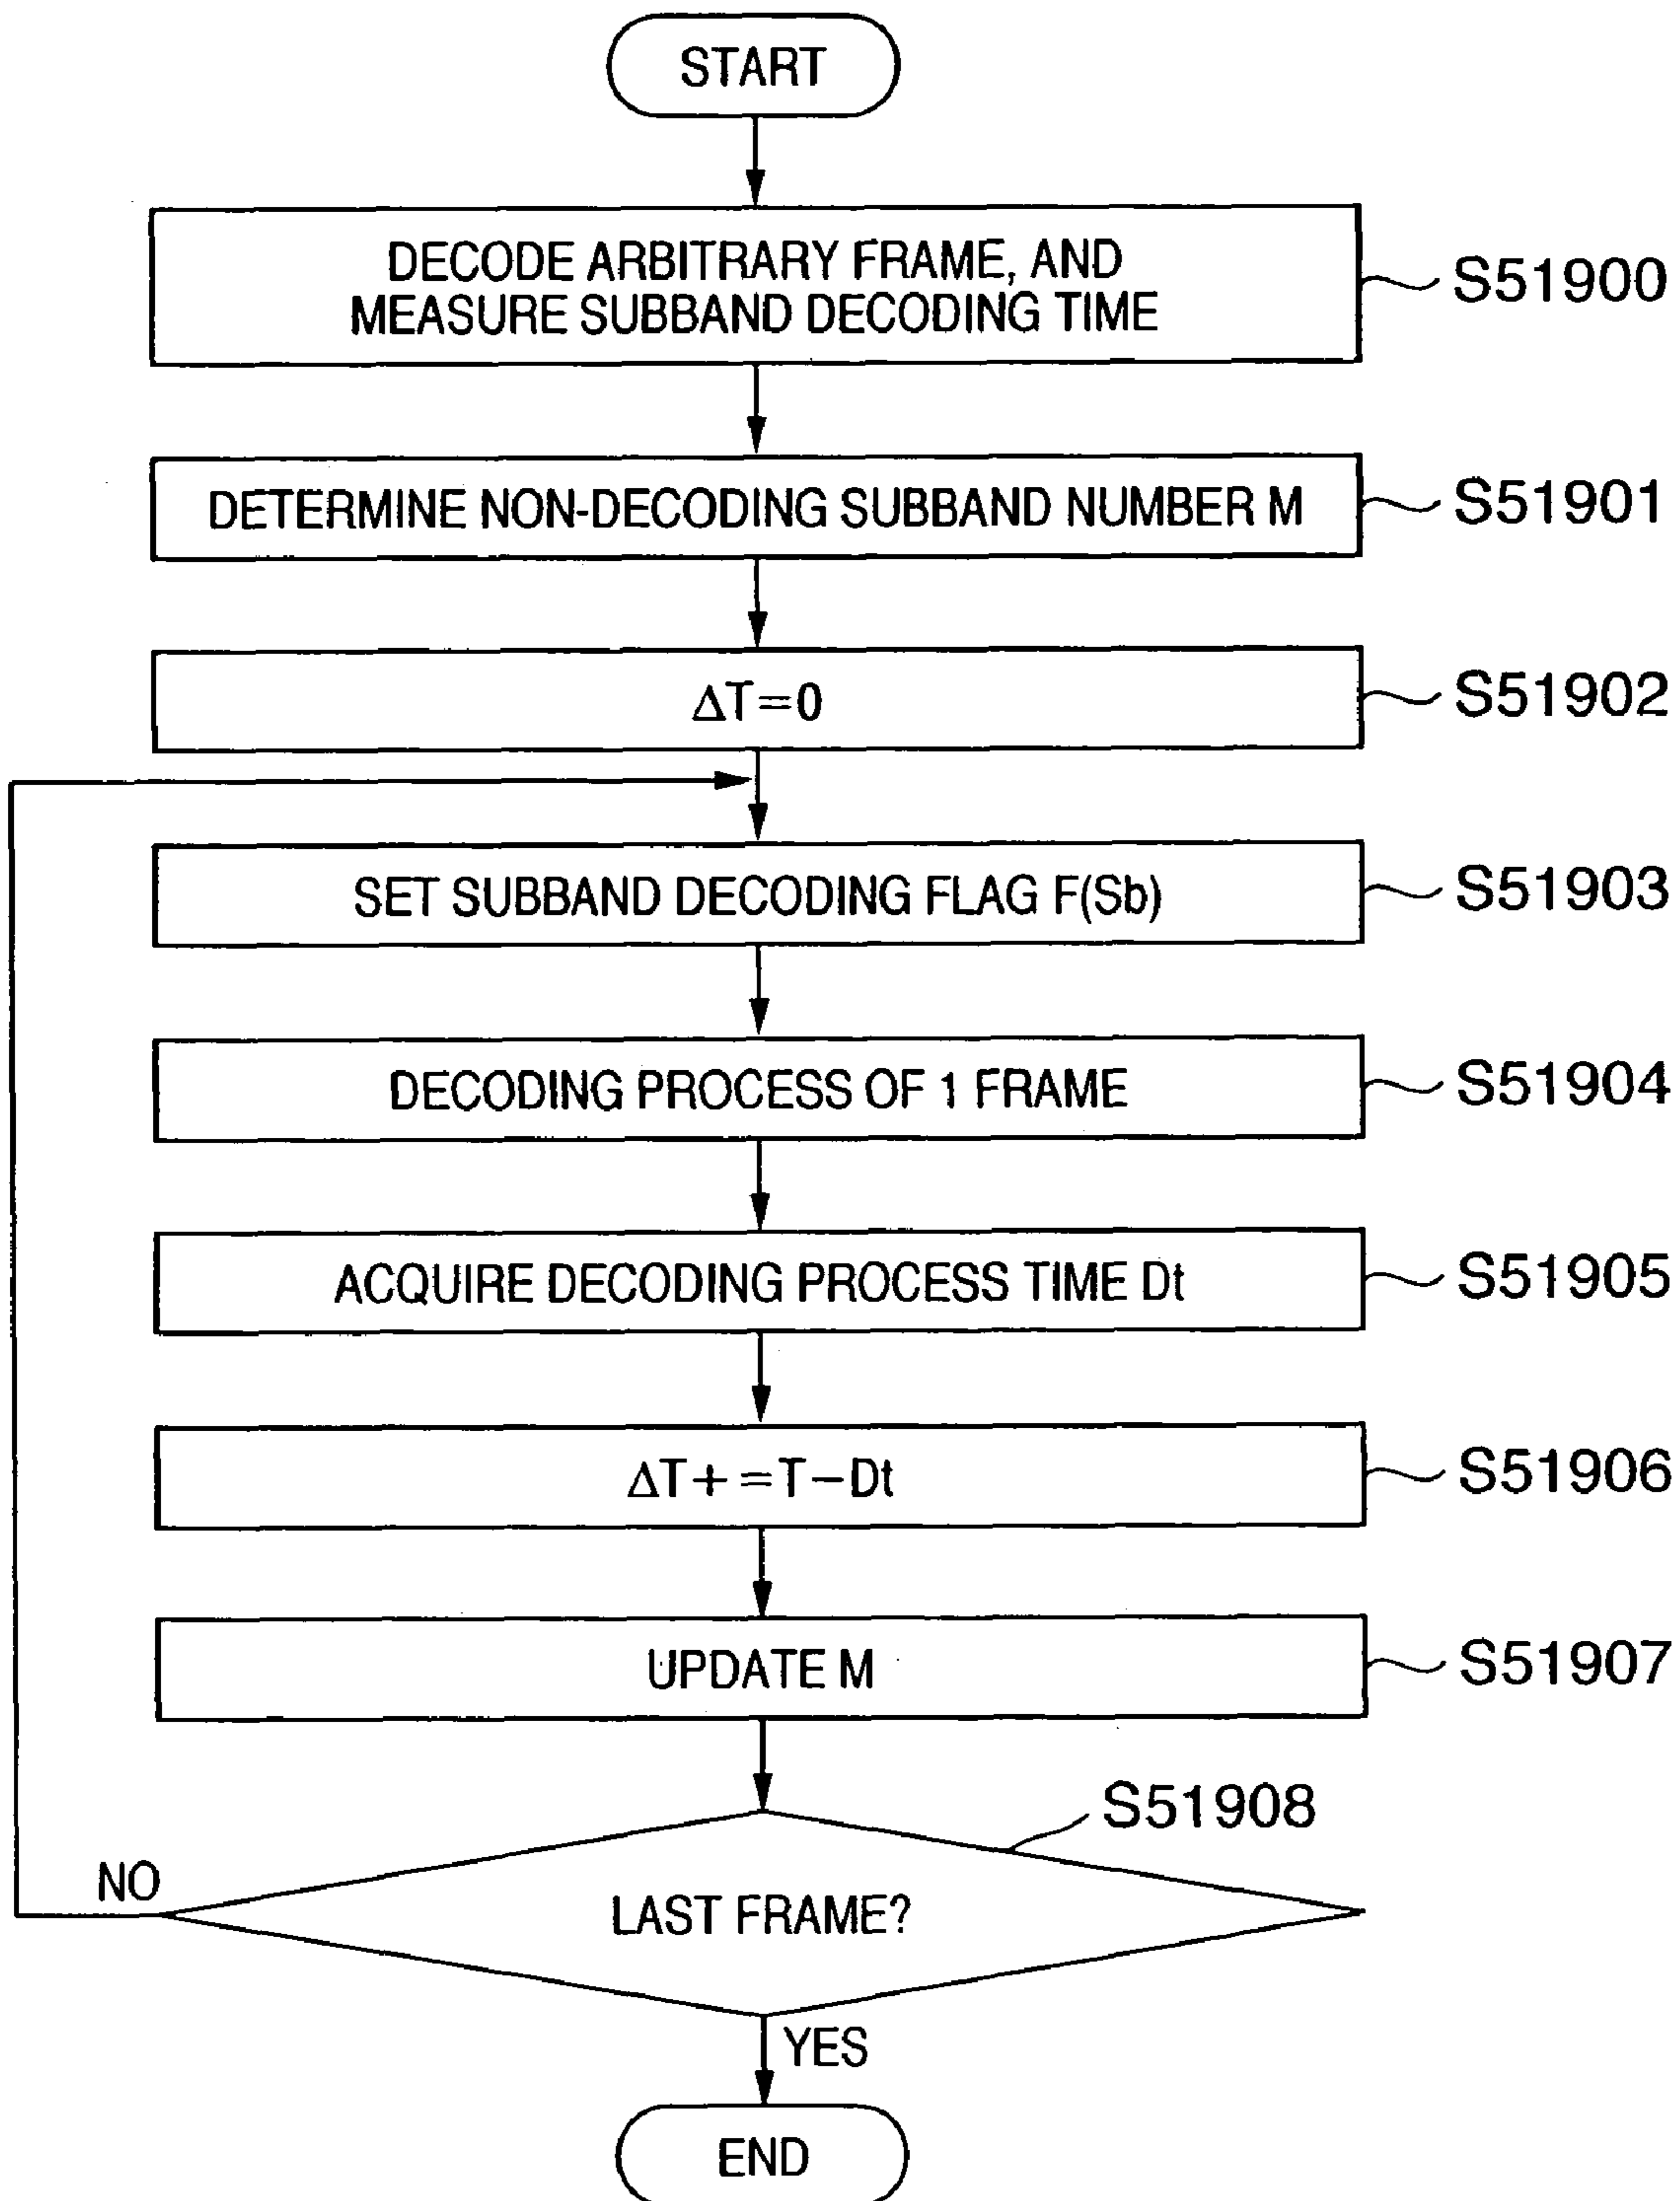 START
DECODE ARBITRARY FRAME, AND
MEASURE SUBBAND DECODING TIME
S51900
DETERMINE NON-DECODING SUBBAND NUMBER M
S51901
ΔT=0
S51902
SET SUBBAND DECODING FLAG F(Sb)
S51903
DECODING PROCESS OF 1 FRAME
S51904
ACQUIRE DECODING PROCESS TIME Dt
S51905
ΔT+=T-Dt
S51906
UPDATE M
S51907
S51908
NO
LAST FRAME?
YES
END